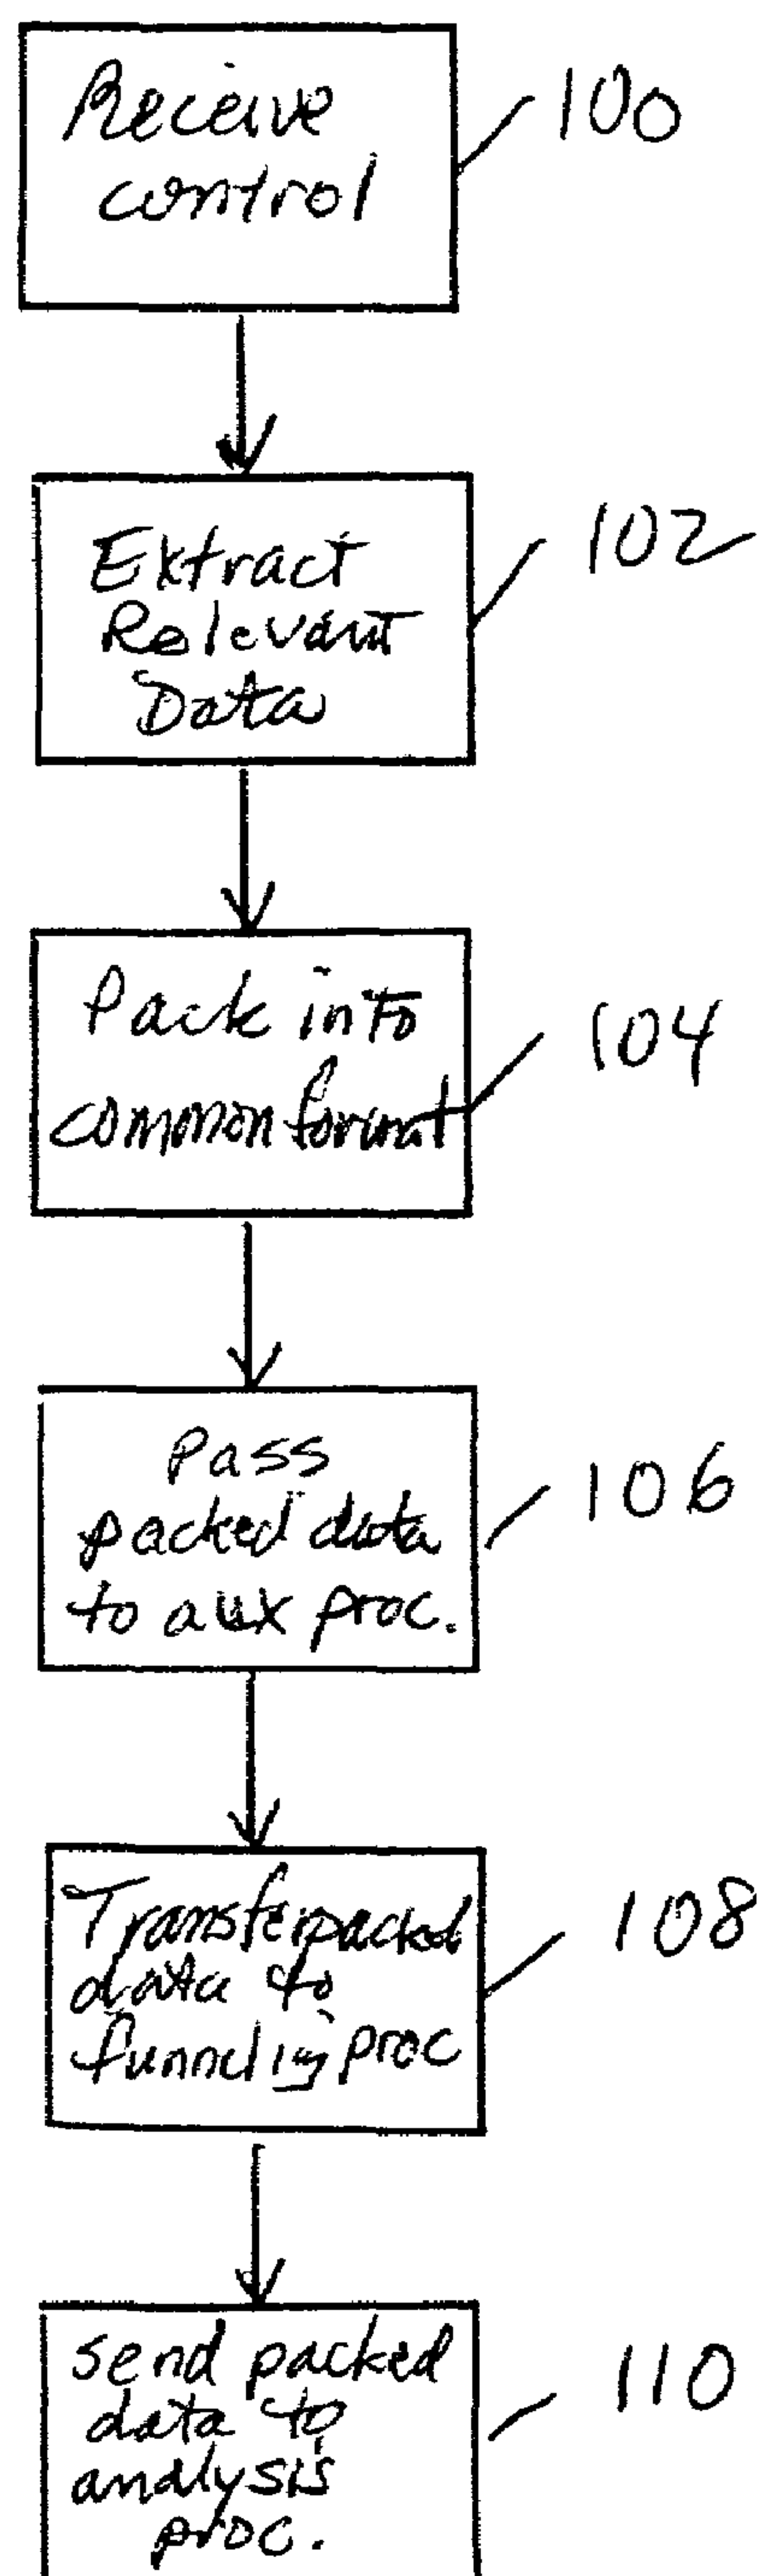 Receive
control
100
Extract
Relevant
Data
102
Pack into
common format
104
Pass
packed data
to aux proc.
106
Transfer packed
data to
funneling proc
108
Send packed
data to
analysis
proc.
110